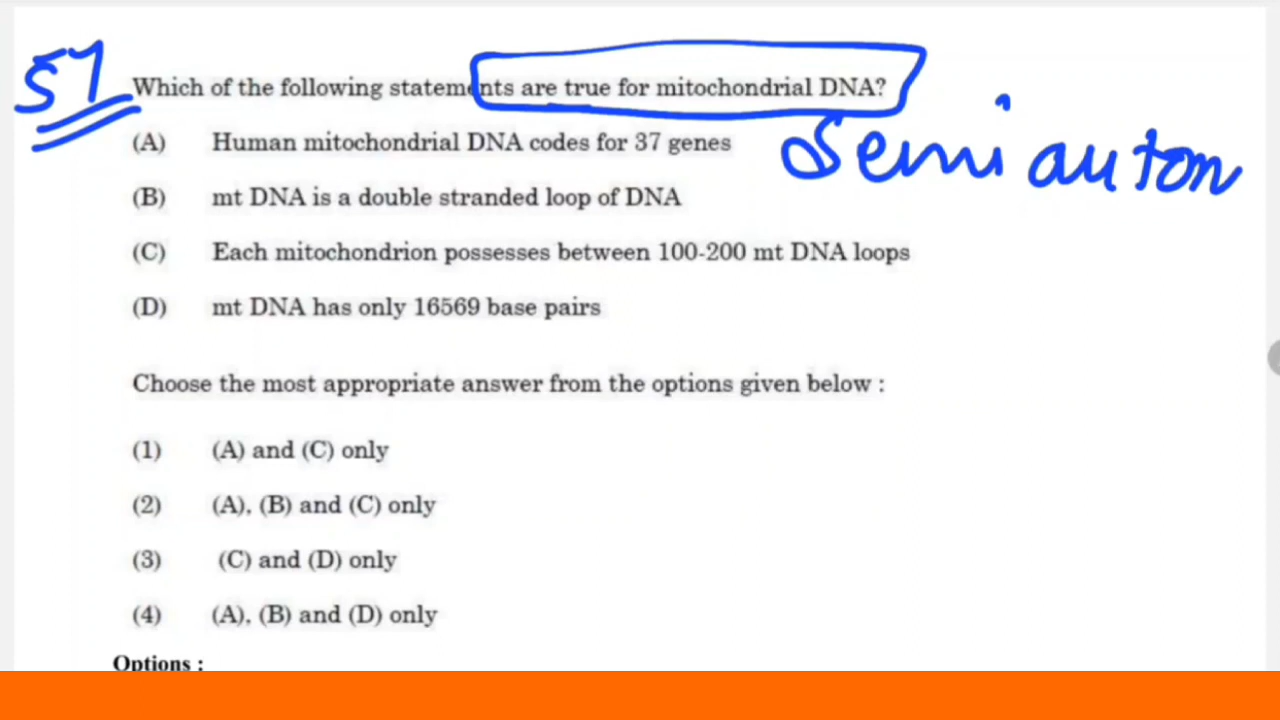 57
Which of the following statements are true for mitochondrial DNA?
(A) Human mitochondrial DNA codes for 37 genes
Semi auton
(B) mt DNA is a double stranded loop of DNA
(C) Each mitochondrion possesses between 100-200 mt DNA loops
(D) mt DNA has only 16569 base pairs
Choose the most appropriate answer from the options given below :
(1) (A) and (C) only
(2) (A), (B) and (C) only
(3) (C) and (D) only
(4) (A), (B) and (D) only
Options :